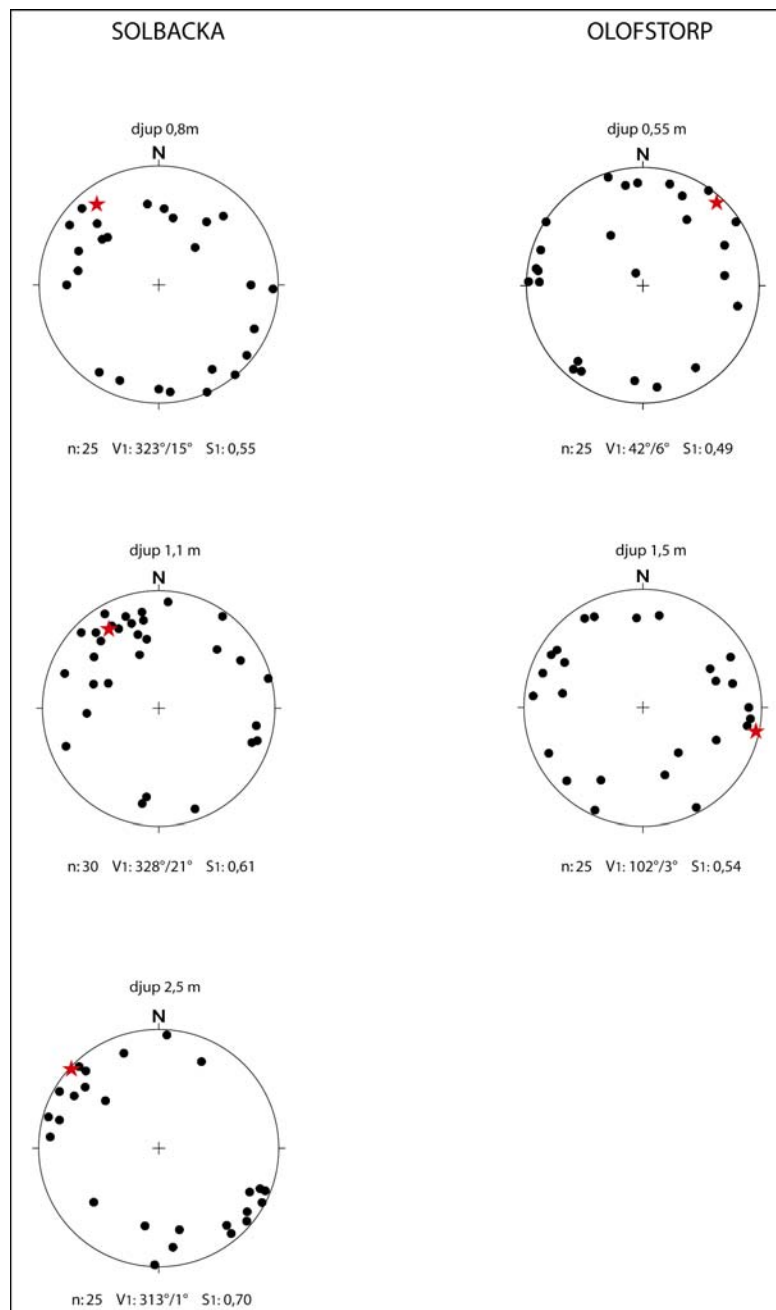 SOLBACKA
OLOFSTORP
djup 0,8m
N
n: 25 V1: 323°/15° S1: 0,55
djup 0,55 m
N
n: 25 V1: 42°/6° S1: 0,49
djup 1,1 m
N
n: 30 V1: 328°/21° S1: 0,61
djup 1,5 m
N
n: 25 V1: 102°/3° S1: 0,54
djup 2,5 m
N
n: 25 V1: 313°/1° S1: 0,70